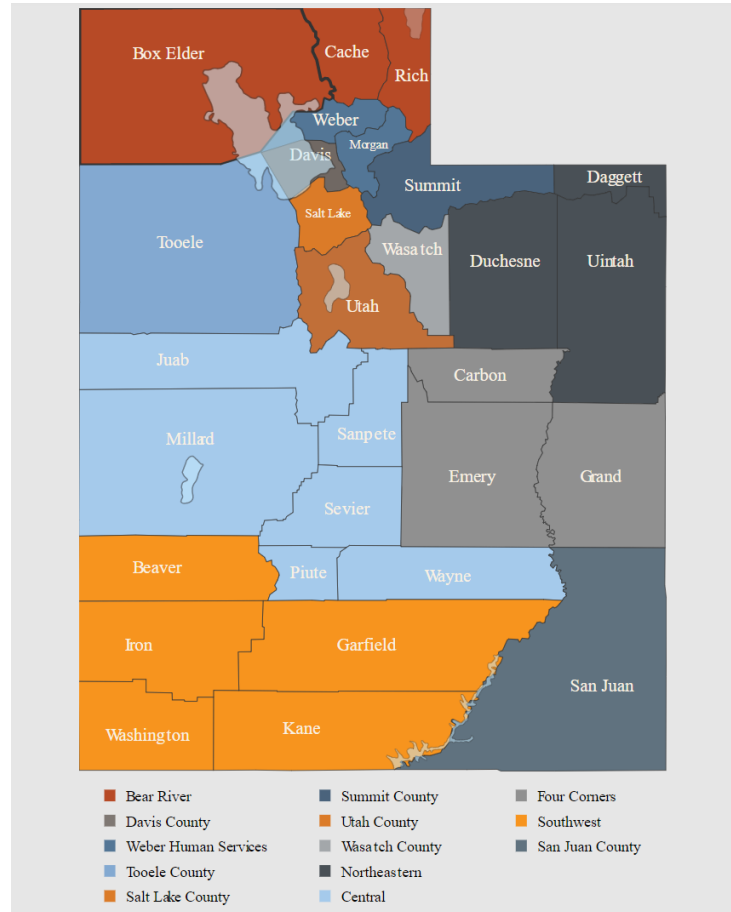 Box Elder
Cache
Rich
Weber
Morgan
Davis
Summit
Daggett
Salt Lake
Tooele
Wasatch
Duchesne
Uintah
Utah
Juab
Carbon
Millard
Sanpete
Emery
Grand
Sevier
Beaver
Piute
Wayne
Iron
Garfield
San Juan
Washington
Kane
Bear River
Davis County
Weber Human Services
Tooele County
Salt Lake County
Summit County
Utah County
Wasatch County
Northeastern
Central
Four Corners
Southwest
San Juan County